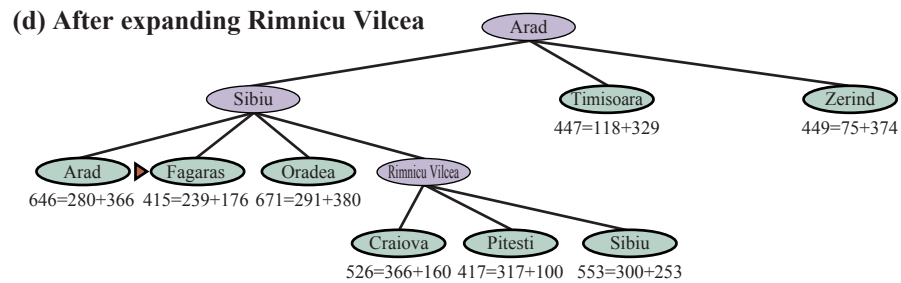 (d) After expanding Rimnicu Vilcea
Arad
Sibiu
Timisoara
Zerind
447=118+329
449=75+374
Arad
Fagaras
Oradea
Rimnicu Vilcea
646=280+366
415=239+176
671=291+380
Craiova
Pitesti
Sibiu
526=366+160
417=317+100
553=300+253